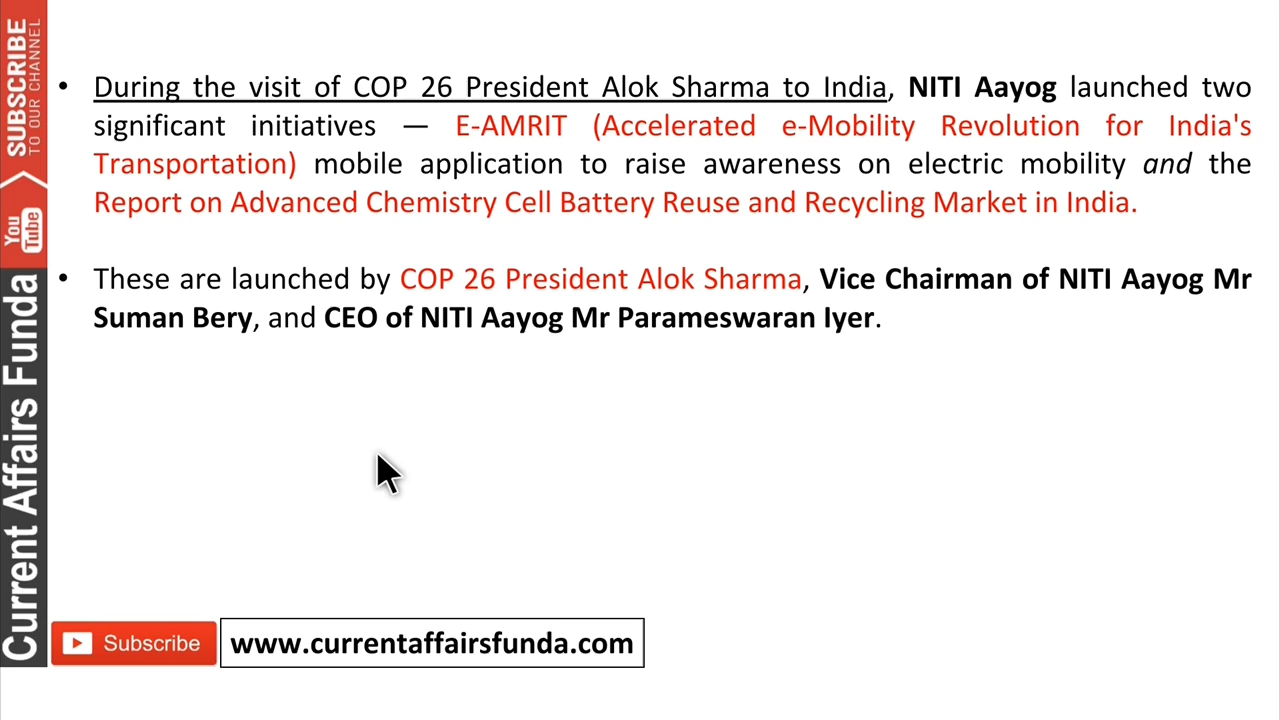 • During the visit of COP 26 President Alok Sharma to India, NITI Aayog launched two
significant initiatives — E-AMRIT (Accelerated e-Mobility Revolution for India's
Transportation) mobile application to raise awareness on electric mobility and the
Report on Advanced Chemistry Cell Battery Reuse and Recycling Market in India.
• These are launched by COP 26 President Alok Sharma, Vice Chairman of NITI Aayog Mr
Suman Bery, and CEO of NITI Aayog Mr Parameswaran Iyer.
SUBSCRIBE
TO OUR CHANNEL
You
Tube
Current Affairs Funda
Subscribe
www.currentaffairsfunda.com